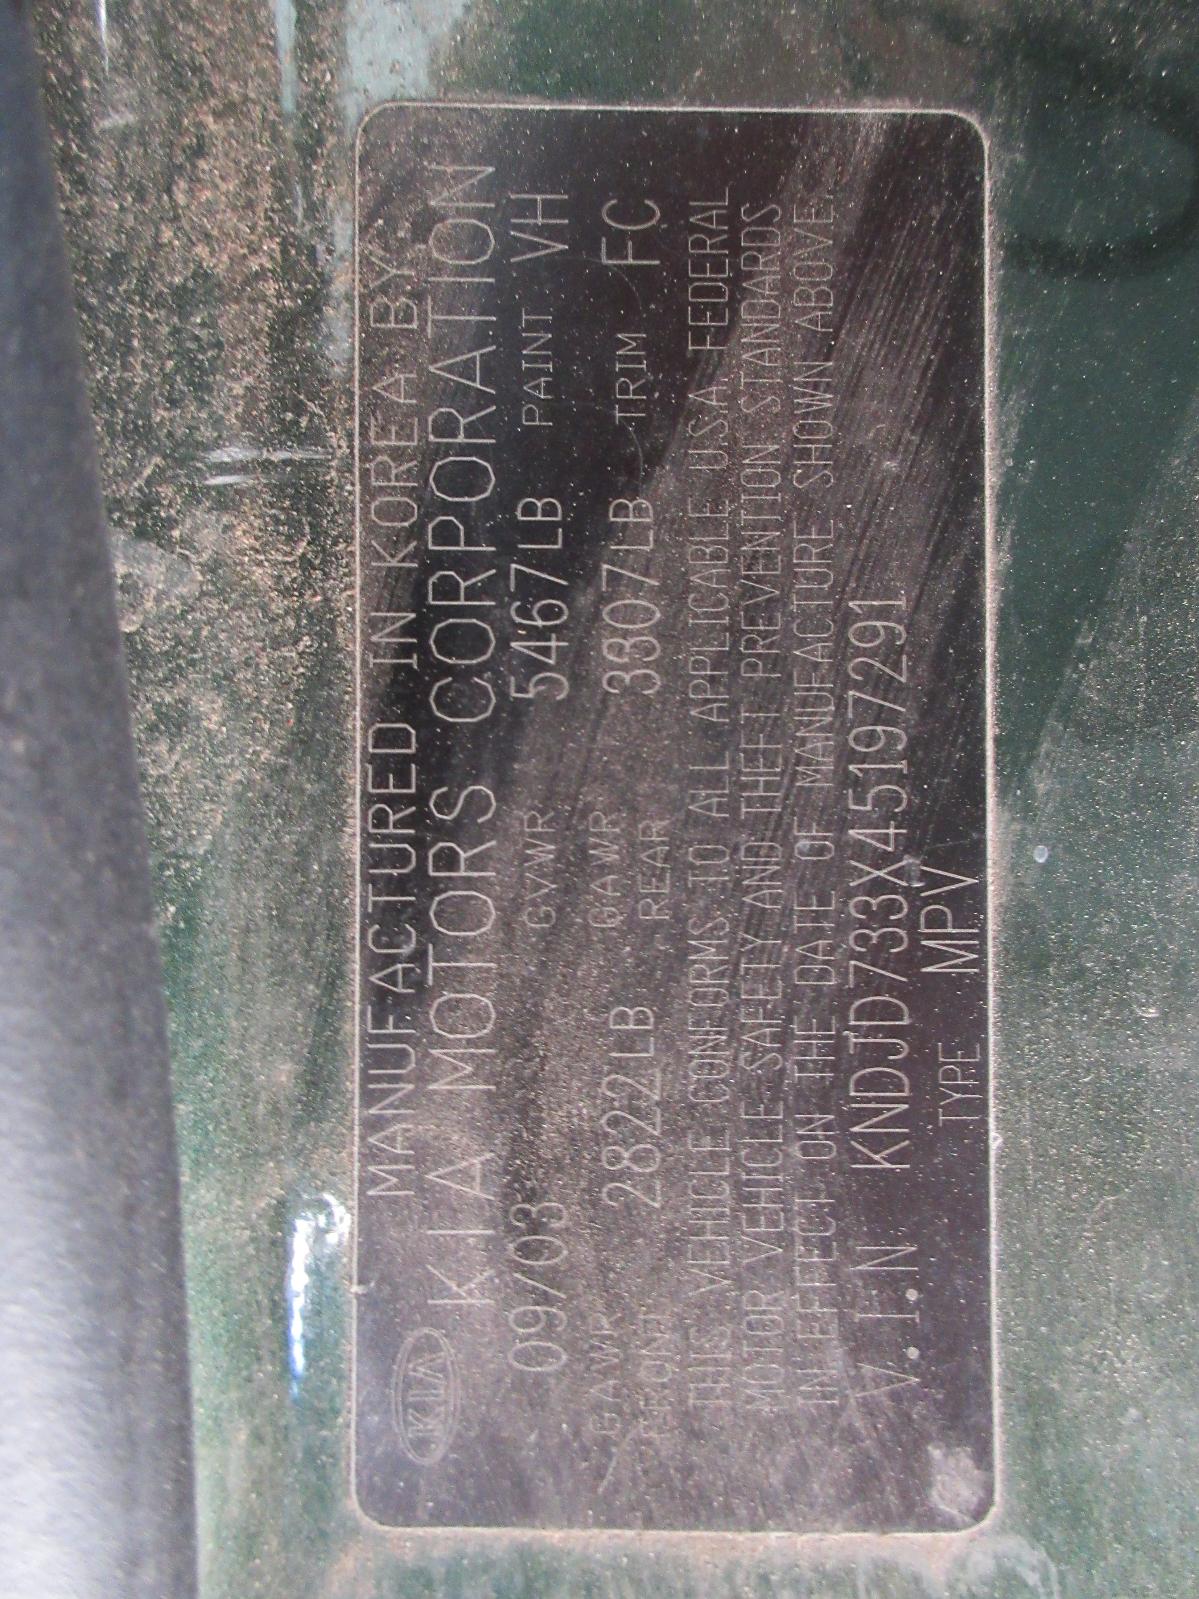 KIA MANUFACTURED IN KOREA BY
KIA MOTORS CORPORATION
09/03 GVWR 5467LB PAINT VH
GAWR FRONT 2822LB GAWR REAR 3307LB TRIM FC
THIS VEHICLE CONFORMS TO ALL APPLICABLE U.S.A. FEDERAL
MOTOR VEHICLE SAFETY AND THEFT PREVENTION STANDARDS
IN EFFECT ON THE DATE OF MANUFACTURE SHOWN ABOVE.
V.I.N KNDJD733X45197291
TYPE MPV